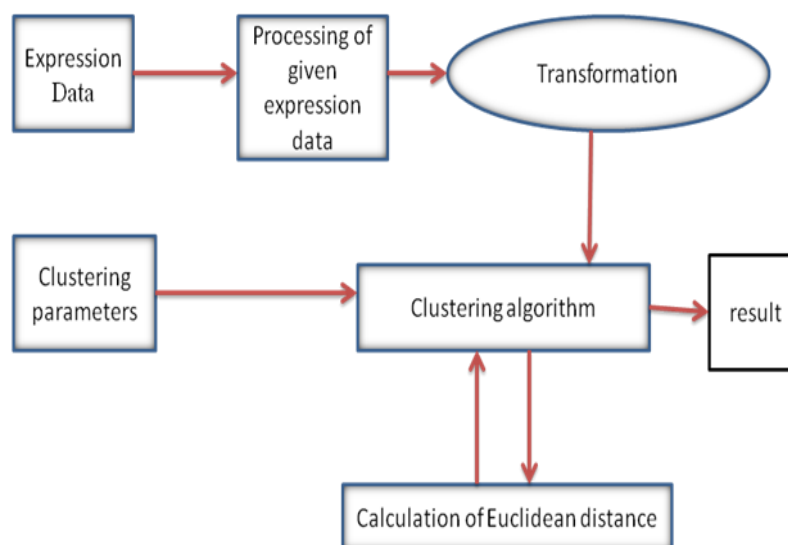 Expression
Data
Processing of
given
expression
data
Transformation
Clustering
parameters
Clustering algorithm
result
Calculation of Euclidean distance